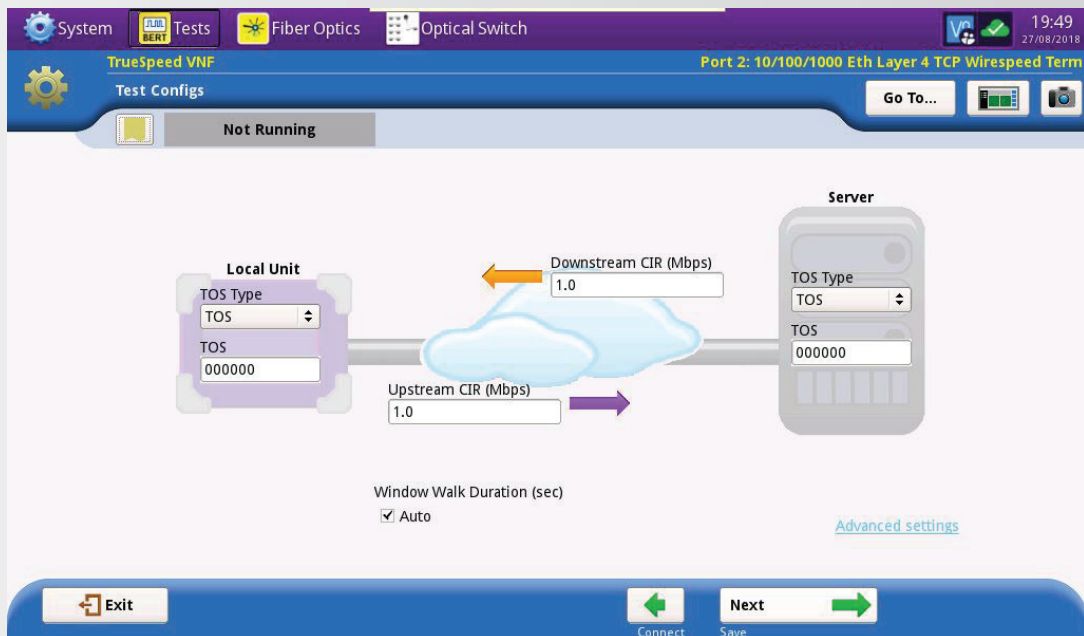 System
BERT
Tests
Fiber Optics
Optical Switch
19:49
27/08/2018
TrueSpeed VNF
Port 2: 10/100/1000 Eth Layer 4 TCP Wirespeed Term
Test Configs
Go To...
Not Running
Server
Local Unit
Downstream CIR (Mbps)
1.0
TOS Type
TOS
TOS
000000
TOS Type
TOS
TOS
000000
Upstream CIR (Mbps)
1.0
Window Walk Duration (sec)
Auto
Advanced settings
Exit
Next
Connect
Save